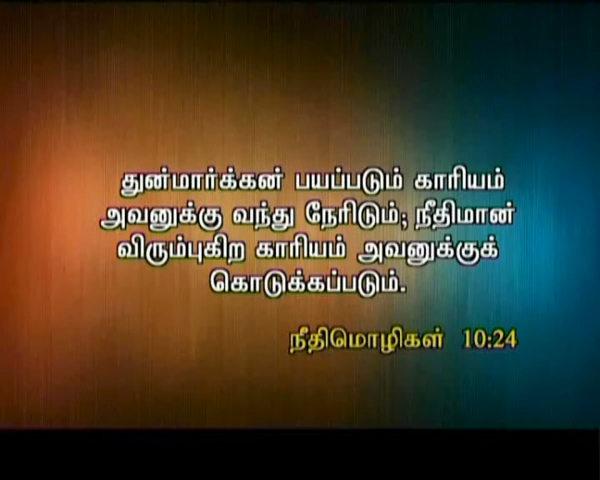 துன்மார்க்கன் பயப்படும் காரியம்
அவனுக்கு வந்து நேரிடும்; நீதிமான்
விரும்புகிற காரியம் அவனுக்குக்
கொடுக்கப்படும்.
நீதிமொழிகள் 10:24